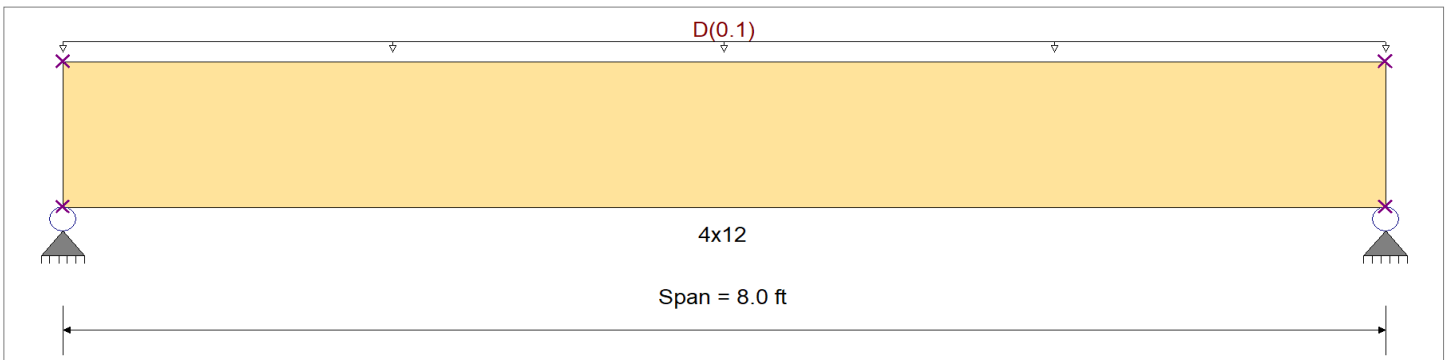 D(0.1)
4x12
Span = 8.0 ft